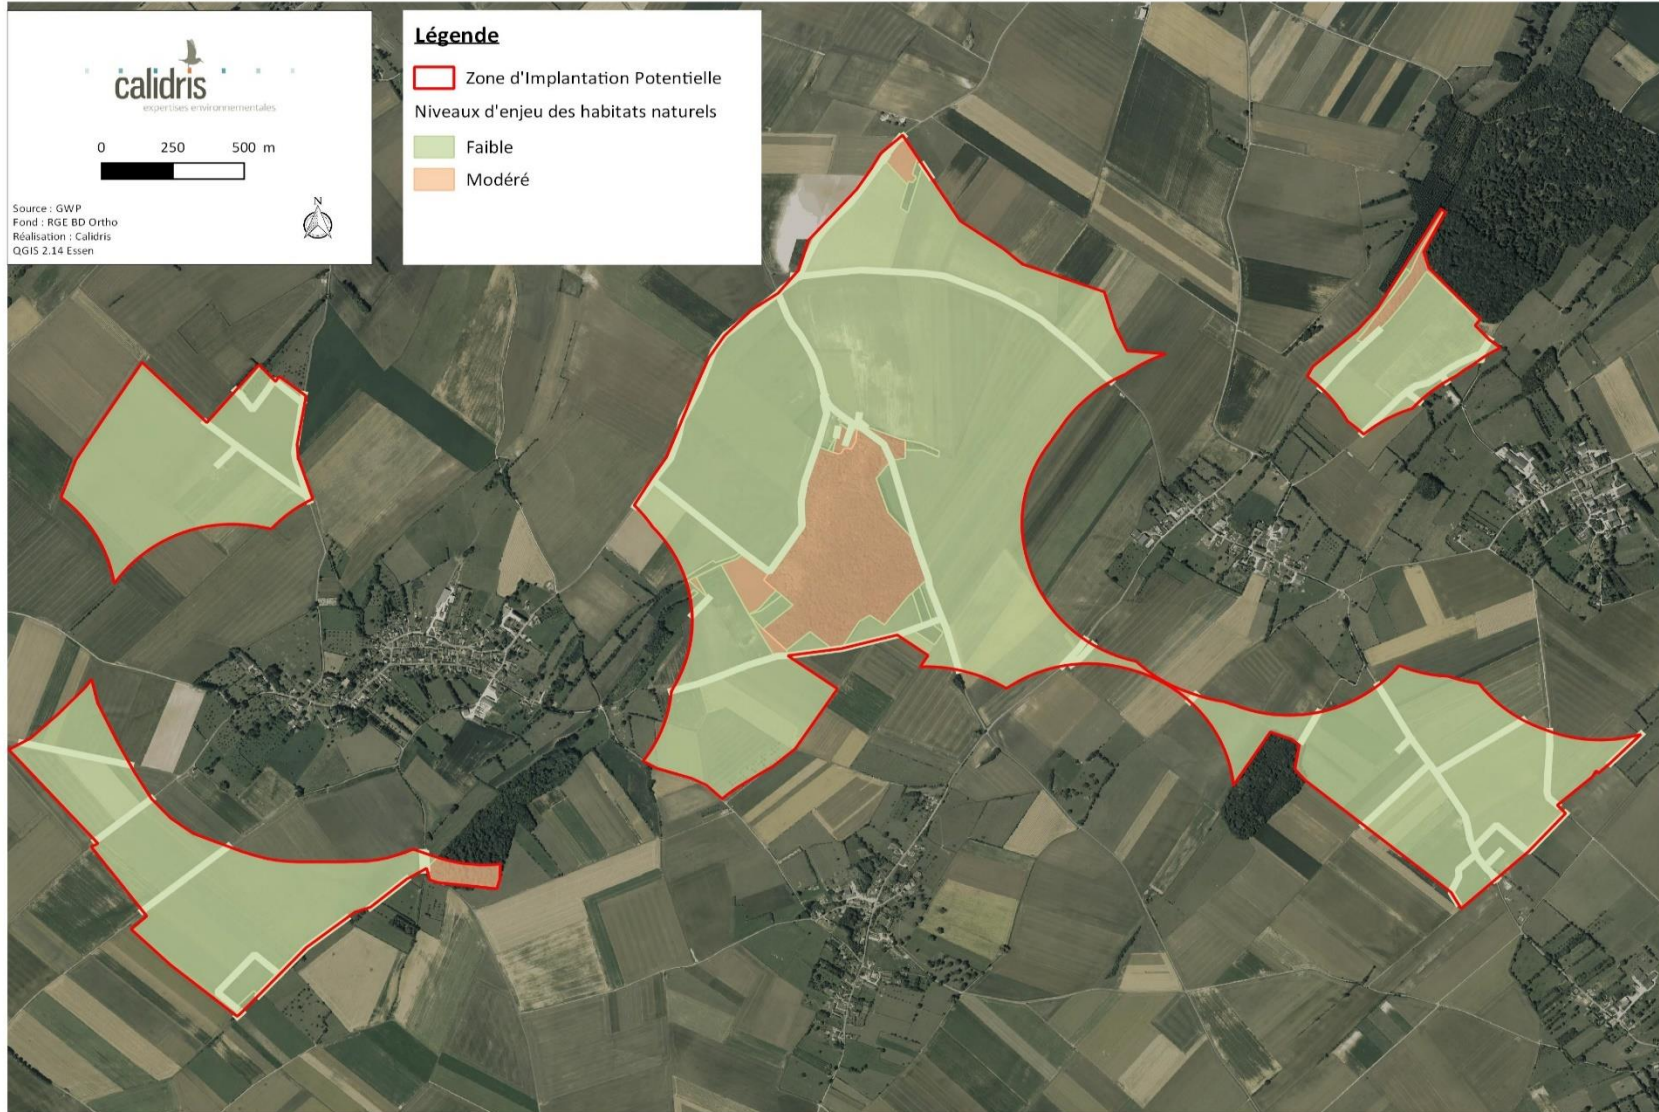 calidris
expertises environnementales
0 250 500 m
Source : GWP
Fond : RGE BD Ortho
Réalisation : Calidris
QGIS 2.14 Essen
N
Légende
Zone d'Implantation Potentielle
Niveaux d'enjeu des habitats naturels
Faible
Modéré